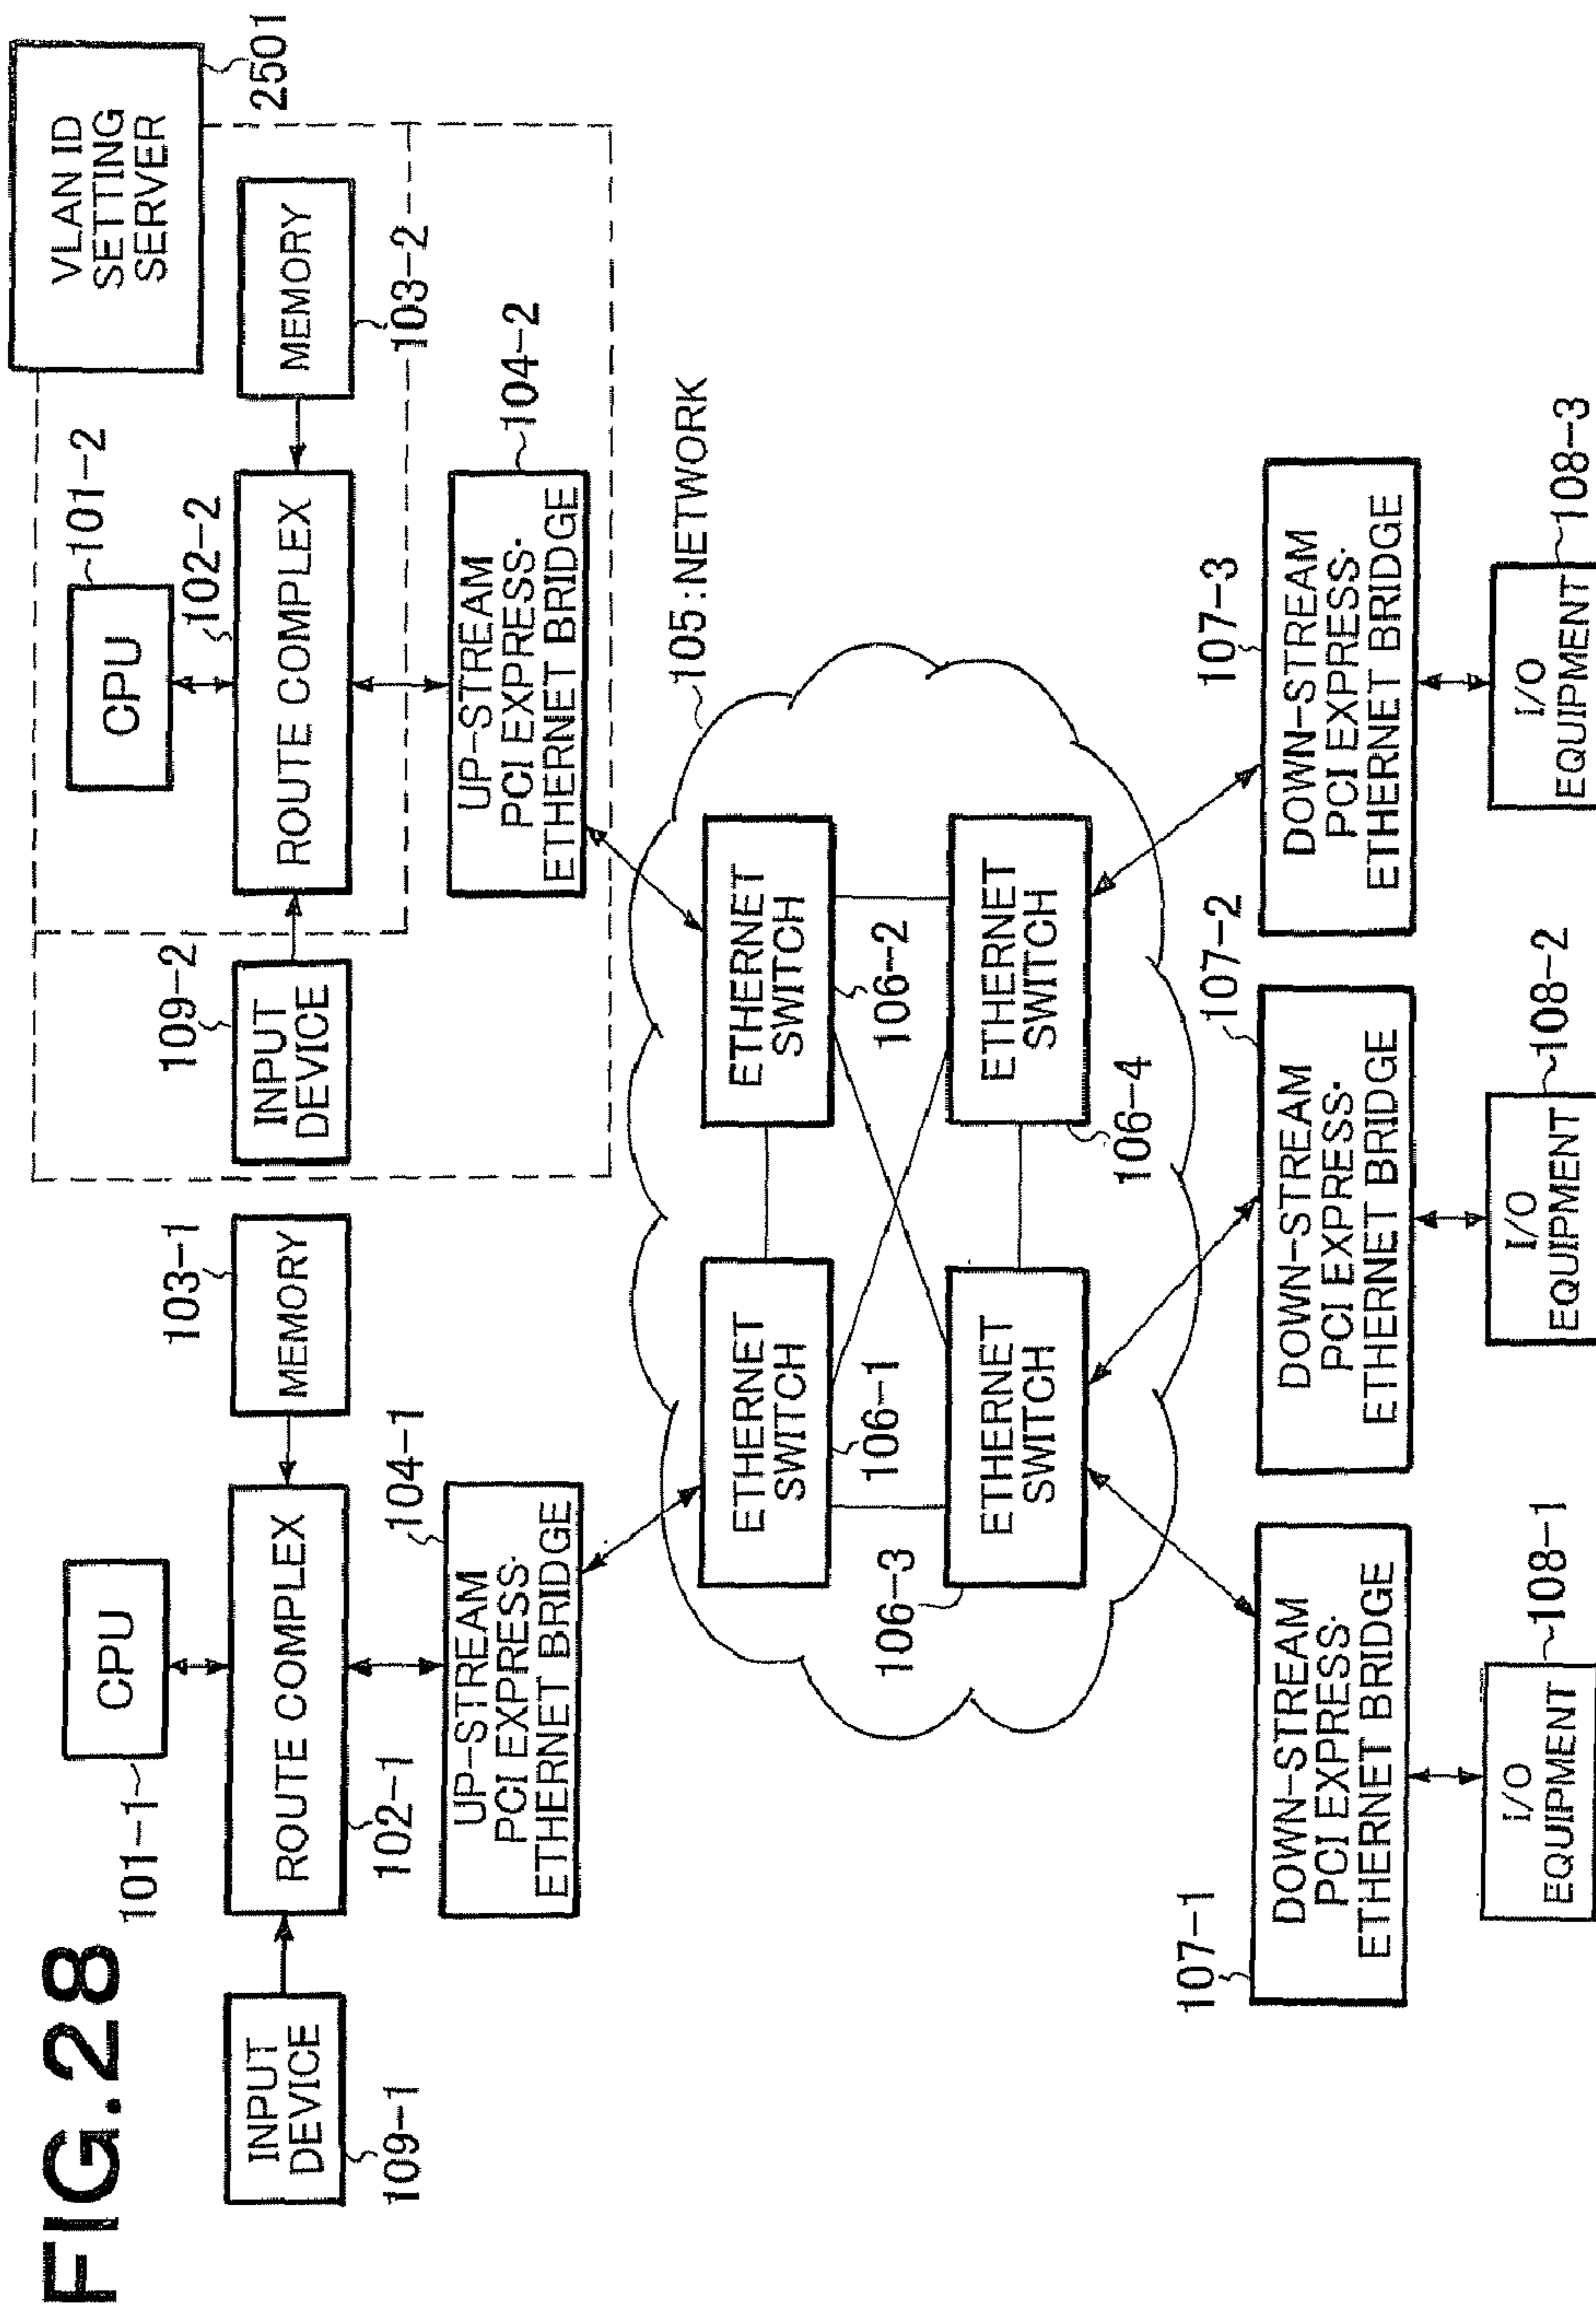 FIG.28
101-1
CPU
INPUT
DEVICE
109-1
ROUTE COMPLEX
102-1
MEMORY
103-1
UP-STREAM
PCI EXPRESS-
ETHERNET BRIDGE
104-1
VLAN ID
SETTING
SERVER
2501
CPU
101-2
102-2
109-2
INPUT
DEVICE
ROUTE COMPLEX
MEMORY
103-2
UP-STREAM
PCI EXPRESS-
ETHERNET BRIDGE
104-2
105:NETWORK
ETHERNET
SWITCH
106-1
ETHERNET
SWITCH
106-2
106-3
ETHERNET
SWITCH
ETHERNET
SWITCH
106-4
107-1
DOWN-STREAM
PCI EXPRESS-
ETHERNET BRIDGE
107-2
DOWN-STREAM
PCI EXPRESS-
ETHERNET BRIDGE
107-3
DOWN-STREAM
PCI EXPRESS-
ETHERNET BRIDGE
I/O
EQUIPMENT
108-1
I/O
EQUIPMENT
108-2
I/O
EQUIPMENT
108-3